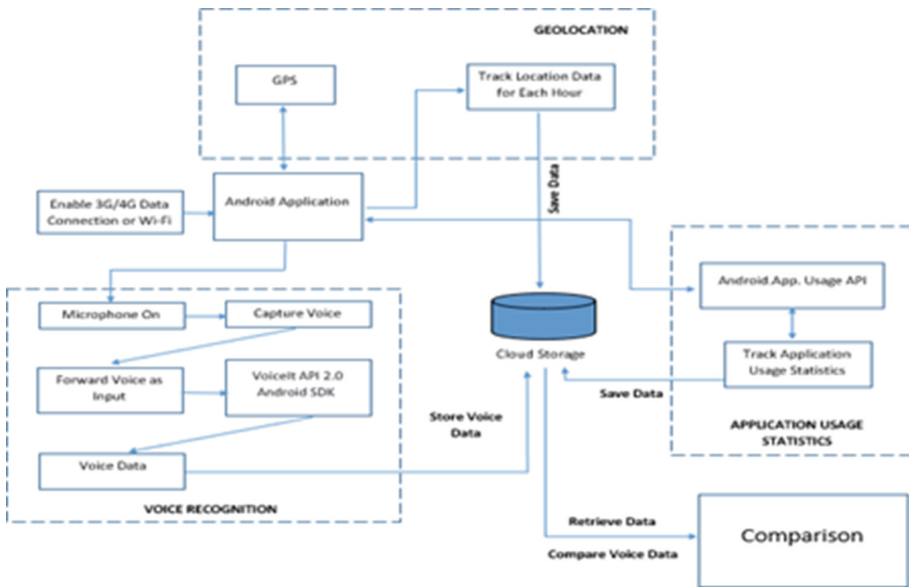 GEOLOCATION
GPS
Track Location Data
for Each Hour
Enable 3G/4G Data
Connection or Wi-Fi
Android Application
Save Data
Android.App. Usage API
Microphone On
Capture Voice
Cloud Storage
Track Application
Usage Statistics
Forward Voice as
Input
VoiceIt API 2.0
Android SDK
Save Data
Store Voice
Data
APPLICATION USAGE
STATISTICS
Voice Data
VOICE RECOGNITION
Retrieve Data
Compare Voice Data
Comparison